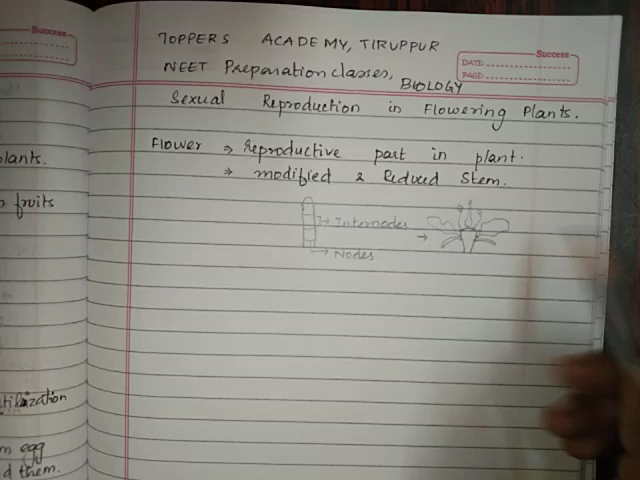 Success
TOPPERS ACADEMY, TIRUPPUR
Success
DATE:
NEET Preparation classes,
PAGE:
BIOLOGY
Sexual Reproduction in Flowering Plants.
Flower → Reproductive part in plant.
→ modified & Reduced Stem.
→ Internodes
→
→ Nodes
plants.
fruits
tilization
egg
d them.